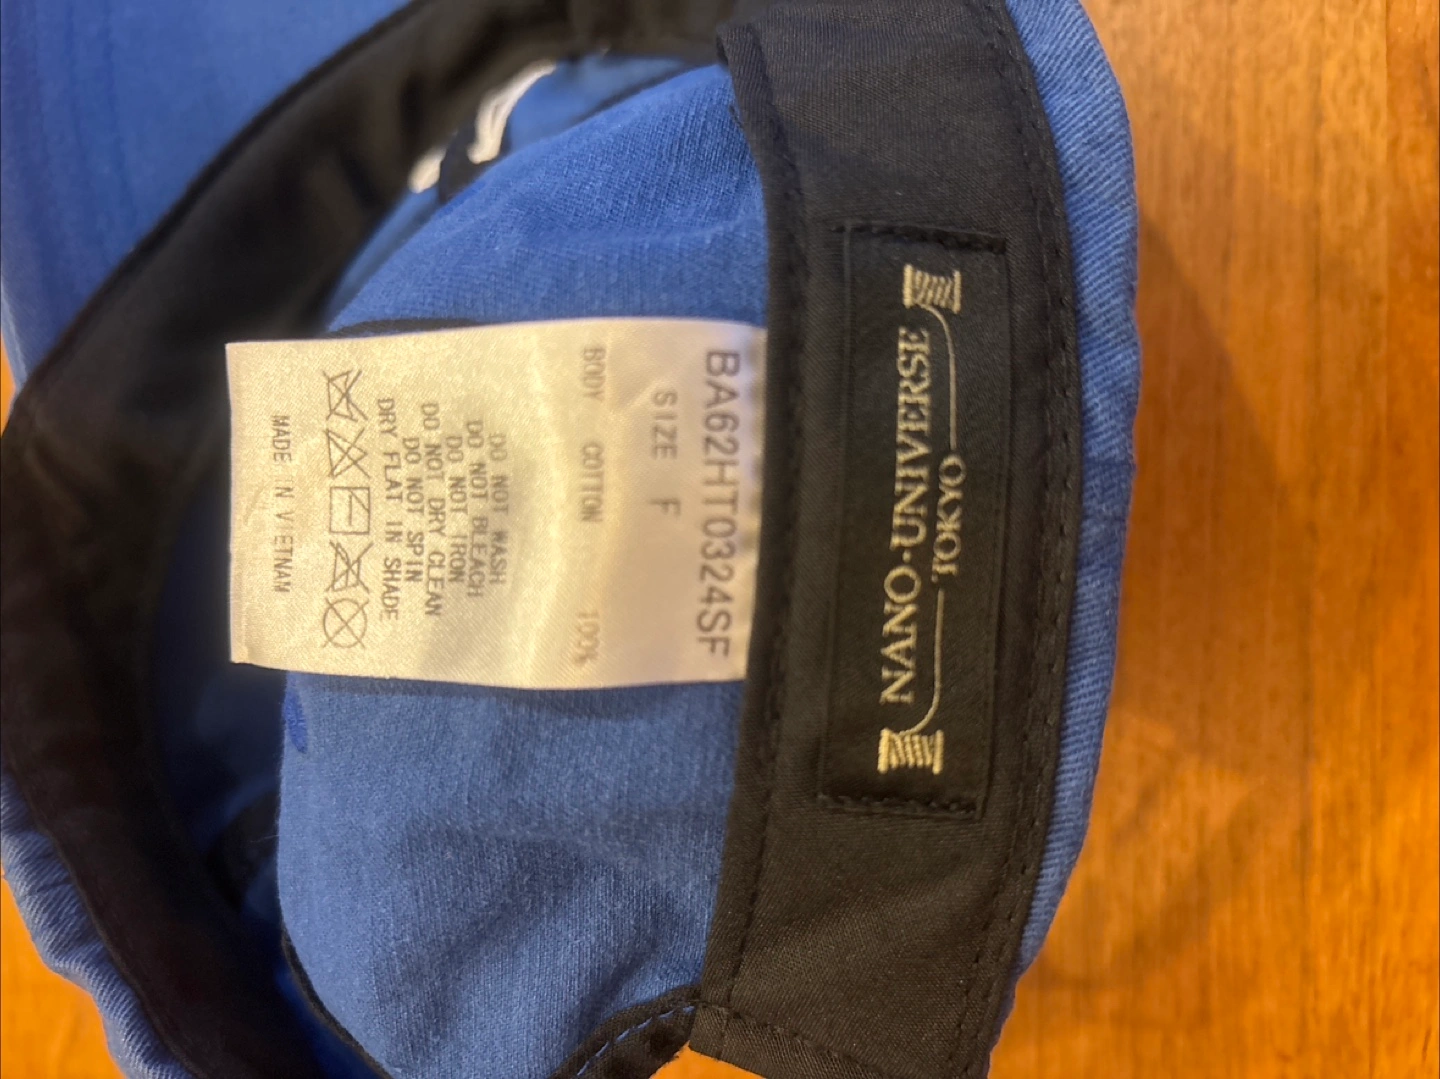 BA62HT0324SF
SIZE F
BODY COTTON 100%
DO NOT WASH
DO NOT BLEACH
DO NOT IRON
DO NOT DRY CLEAN
DO NOT SPIN
DRY FLAT IN SHADE
MADE IN VIETNAM
NANO·UNIVERSE
TOKYO